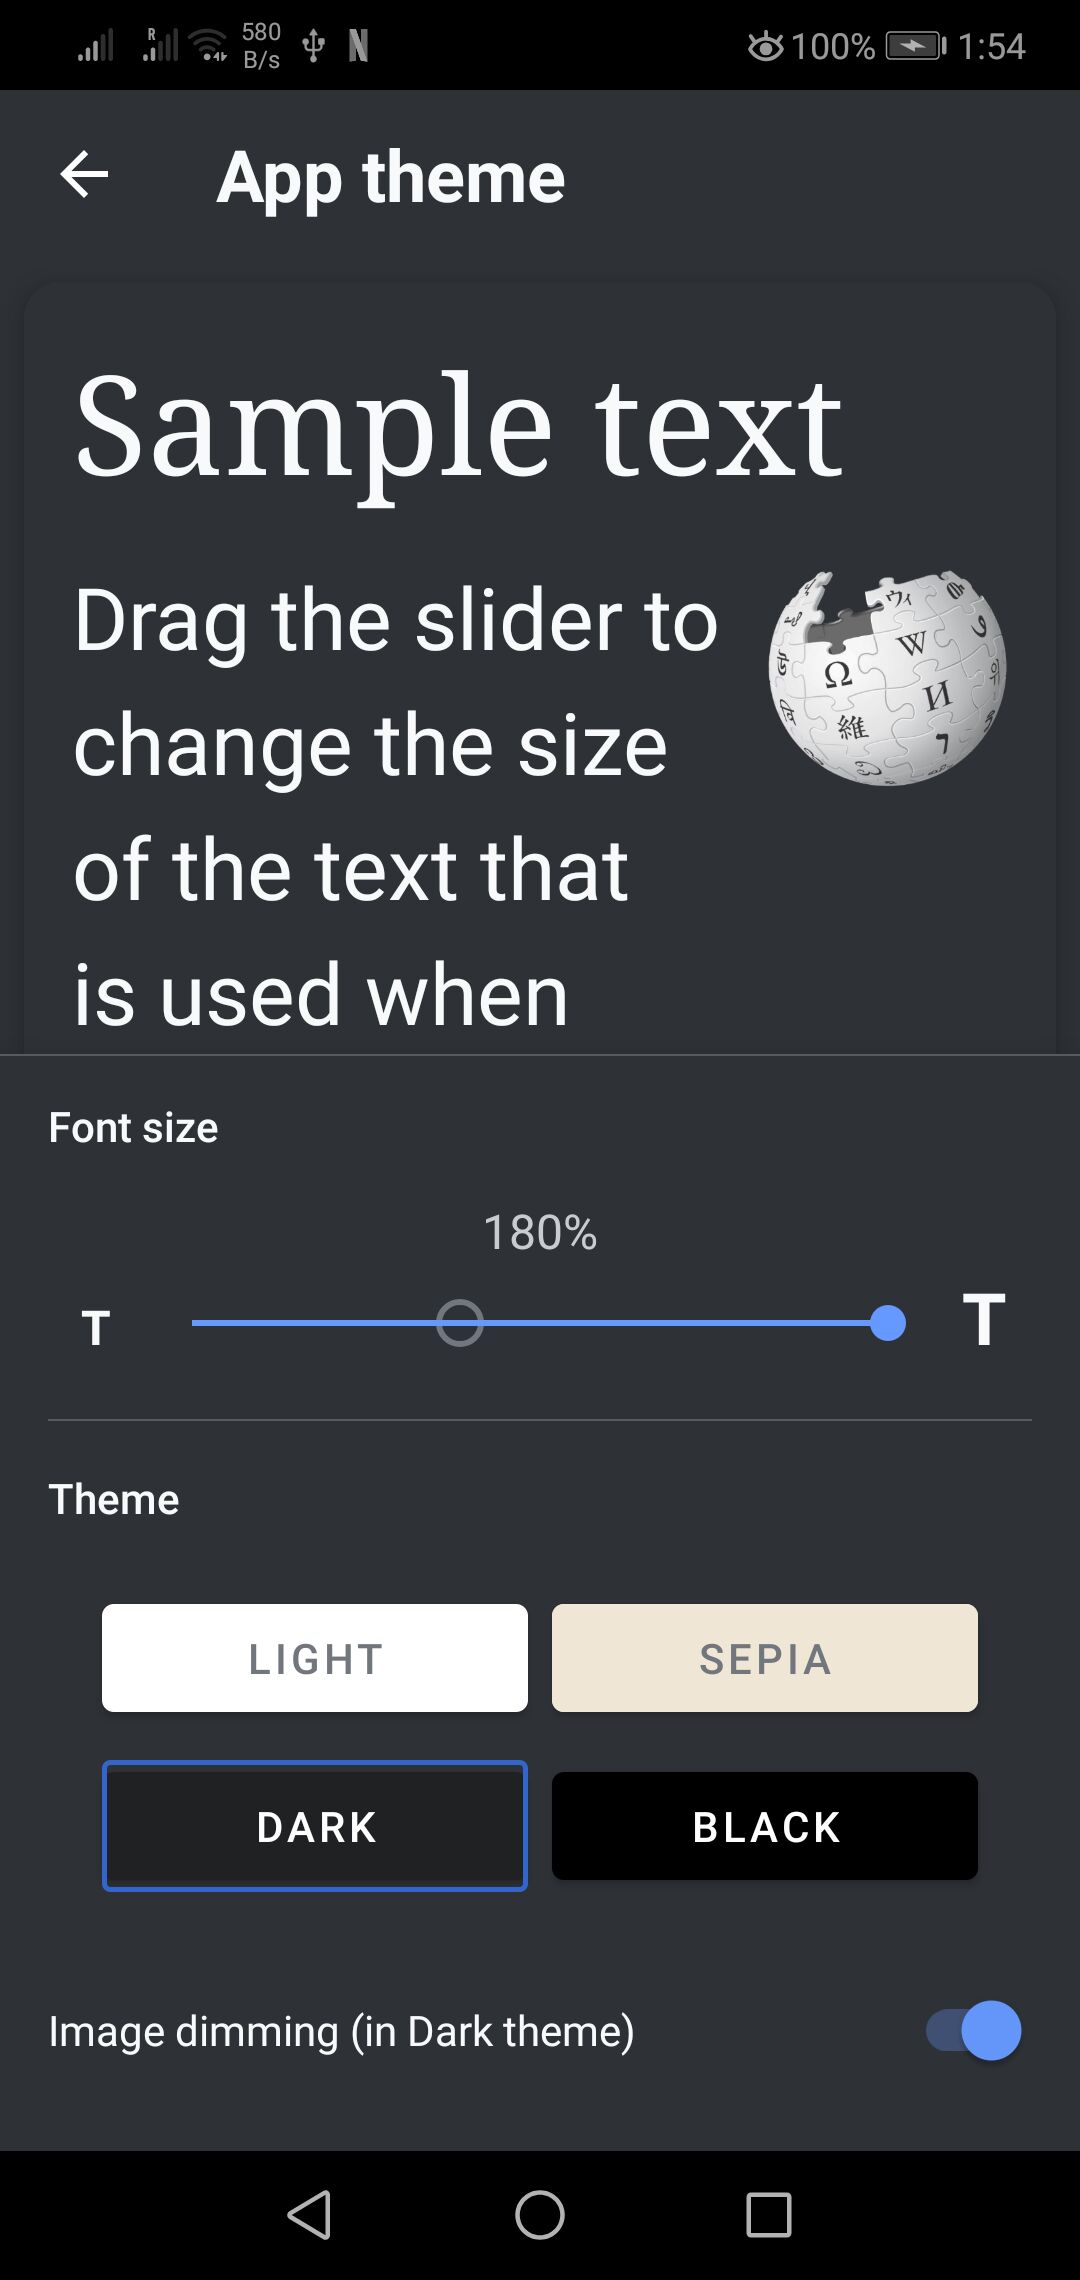 R 580 B/s N 100% 1:54
App theme
Sample text
Drag the slider to
change the size
of the text that
is used when
Ω W И
維
Font size
180%
T T
Theme
LIGHT SEPIA
DARK BLACK
Image dimming (in Dark theme)